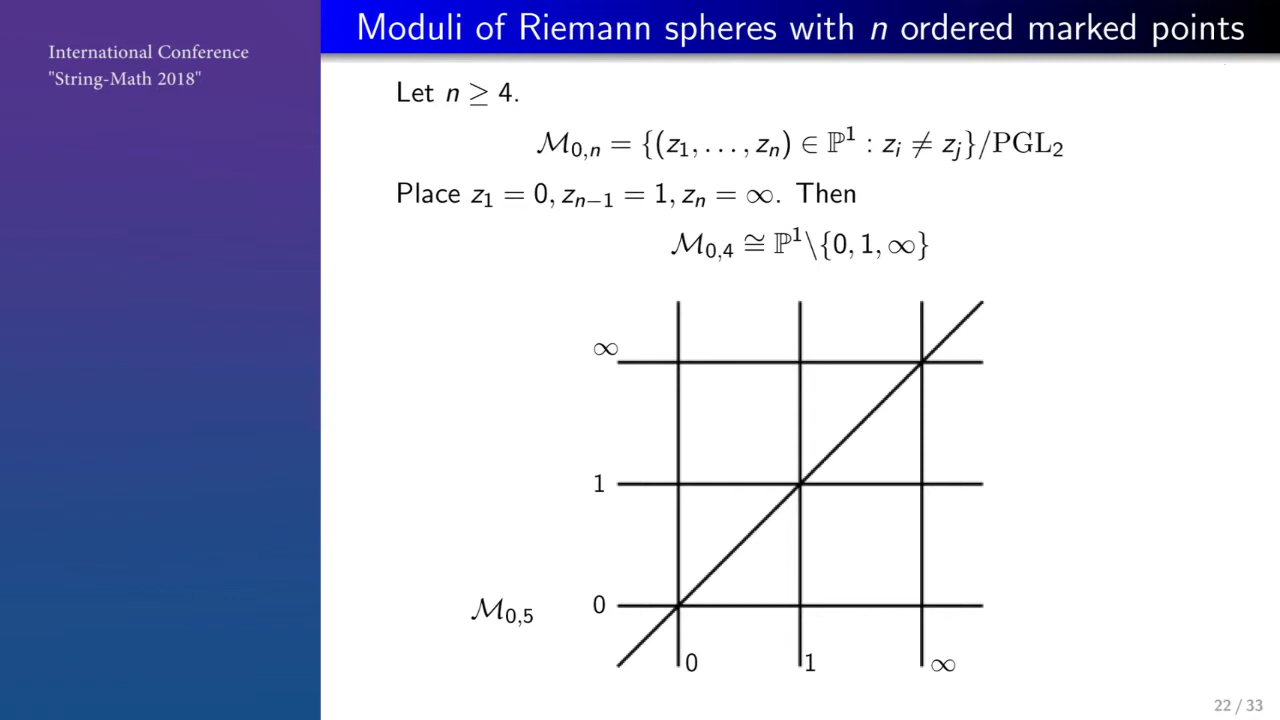 International Conference
"String-Math 2018"
Moduli of Riemann spheres with n ordered marked points
Let n ≥ 4.
ℳ₀,ₙ = {(z₁, . . . , zₙ) ∈ ℙ¹ : zᵢ ≠ zⱼ}/PGL₂
Place z₁ = 0, zₙ₋₁ = 1, zₙ = ∞. Then
ℳ₀,₄ ≅ ℙ¹\{0, 1, ∞}
∞
1
ℳ₀,₅ 0
0 1 ∞
22 / 33